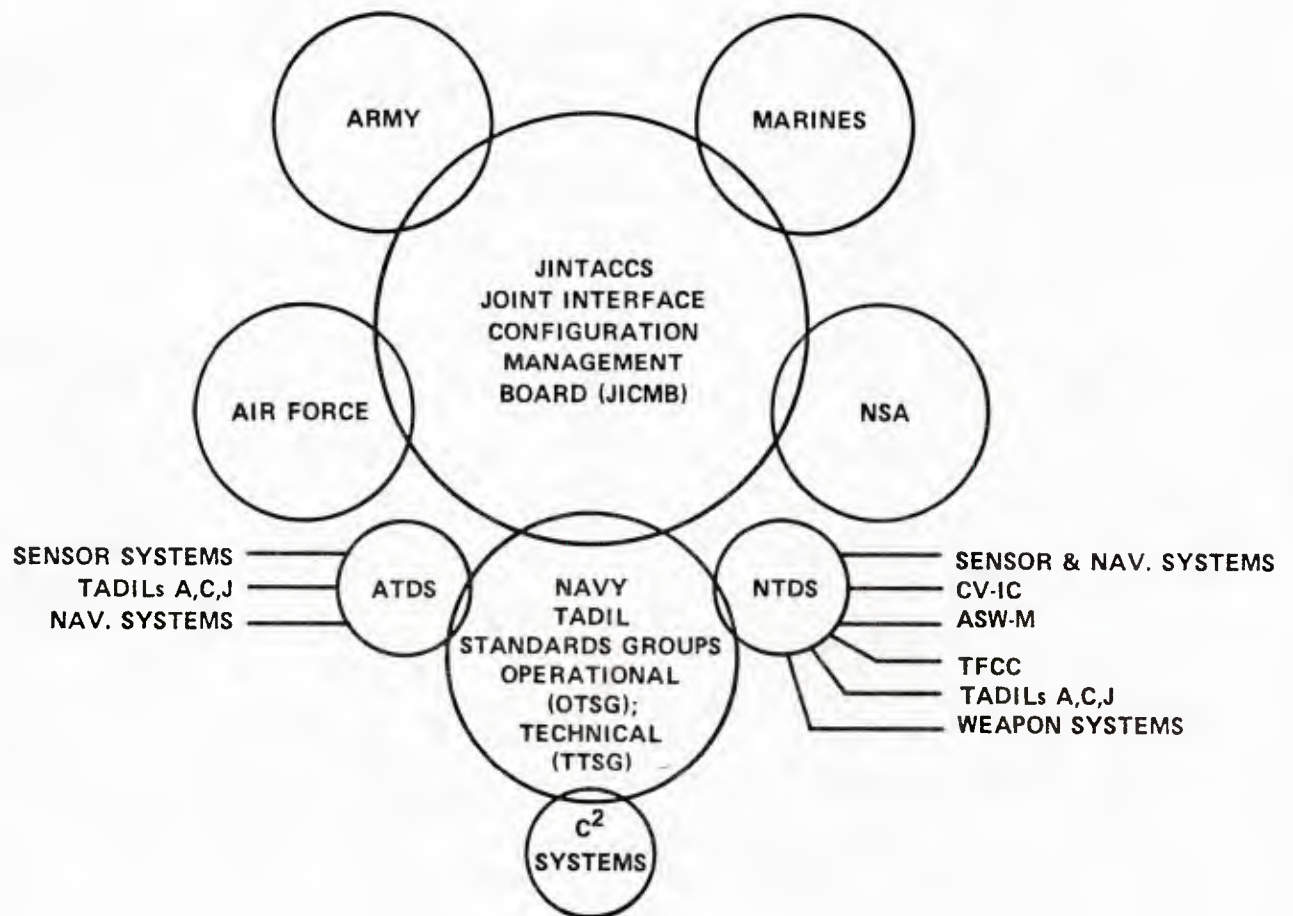 ARMY
MARINES
JINTACCS
JOINT INTERFACE
CONFIGURATION
MANAGEMENT
BOARD (JICMB)
AIR FORCE
NSA
SENSOR SYSTEMS
TADILs A,C,J
NAV. SYSTEMS
ATDS
NAVY
TADIL
STANDARDS GROUPS
OPERATIONAL
(OTSG);
TECHNICAL
(TTSG)
NTDS
SENSOR & NAV. SYSTEMS
CV-IC
ASW-M
TFCC
TADILs A,C,J
WEAPON SYSTEMS
C²
SYSTEMS